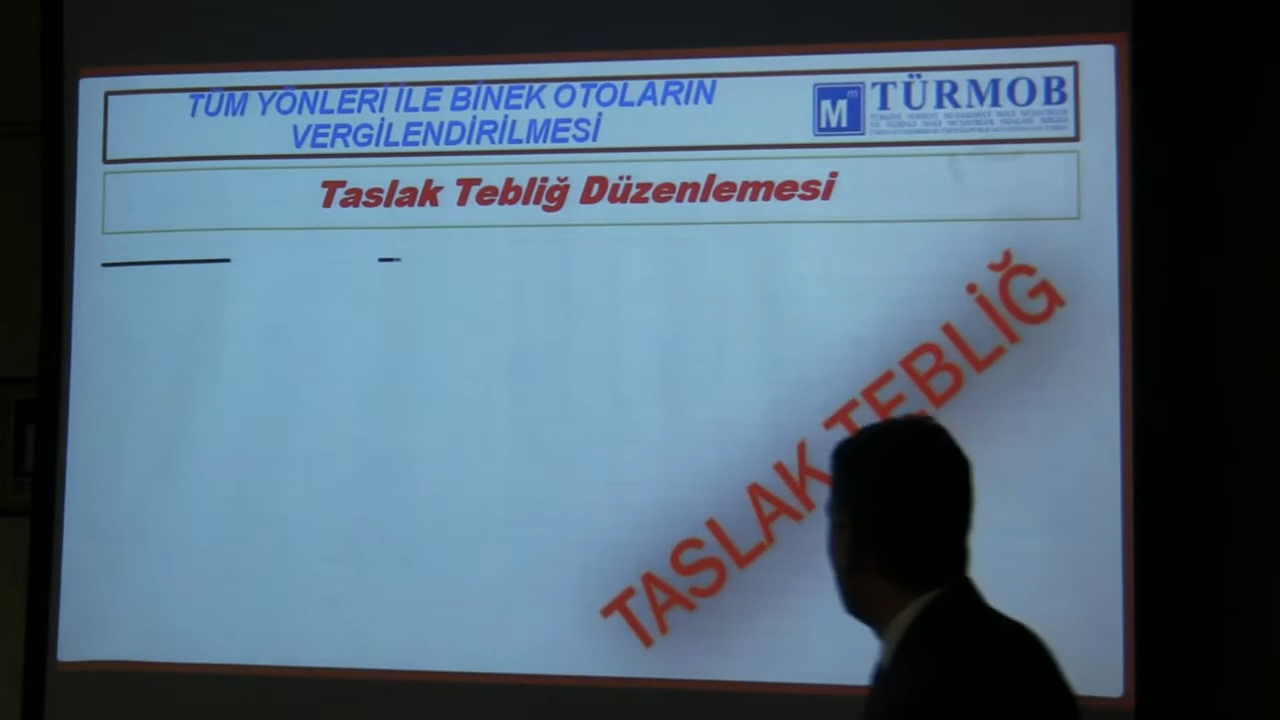 TÜM YÖNLERİ İLE BİNEK OTOLARIN
VERGİLENDİRİLMESİ
M
m
TÜRMOB
Taslak Tebliğ Düzenlemesi
TASLAK TEBLİĞ